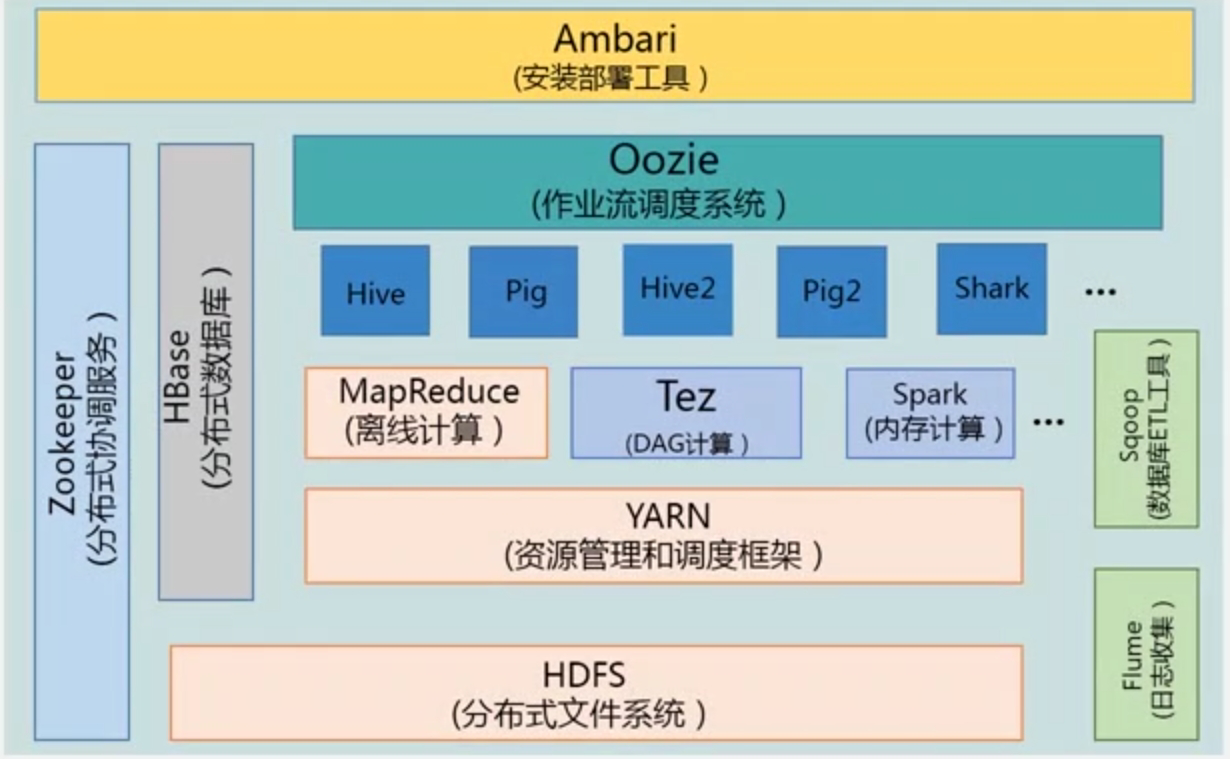 Ambari
(安装部署工具)
Oozie
(作业流调度系统)
Hive
Pig
Hive2
Pig2
Shark
...
MapReduce
(离线计算)
Tez
(DAG计算)
Spark
(内存计算)
...
YARN
(资源管理和调度框架)
HDFS
(分布式文件系统)
Zookeeper
(分布式协调服务)
HBase
(分布式数据库)
Sqoop
(数据库ETL工具)
Flume
(日志收集)